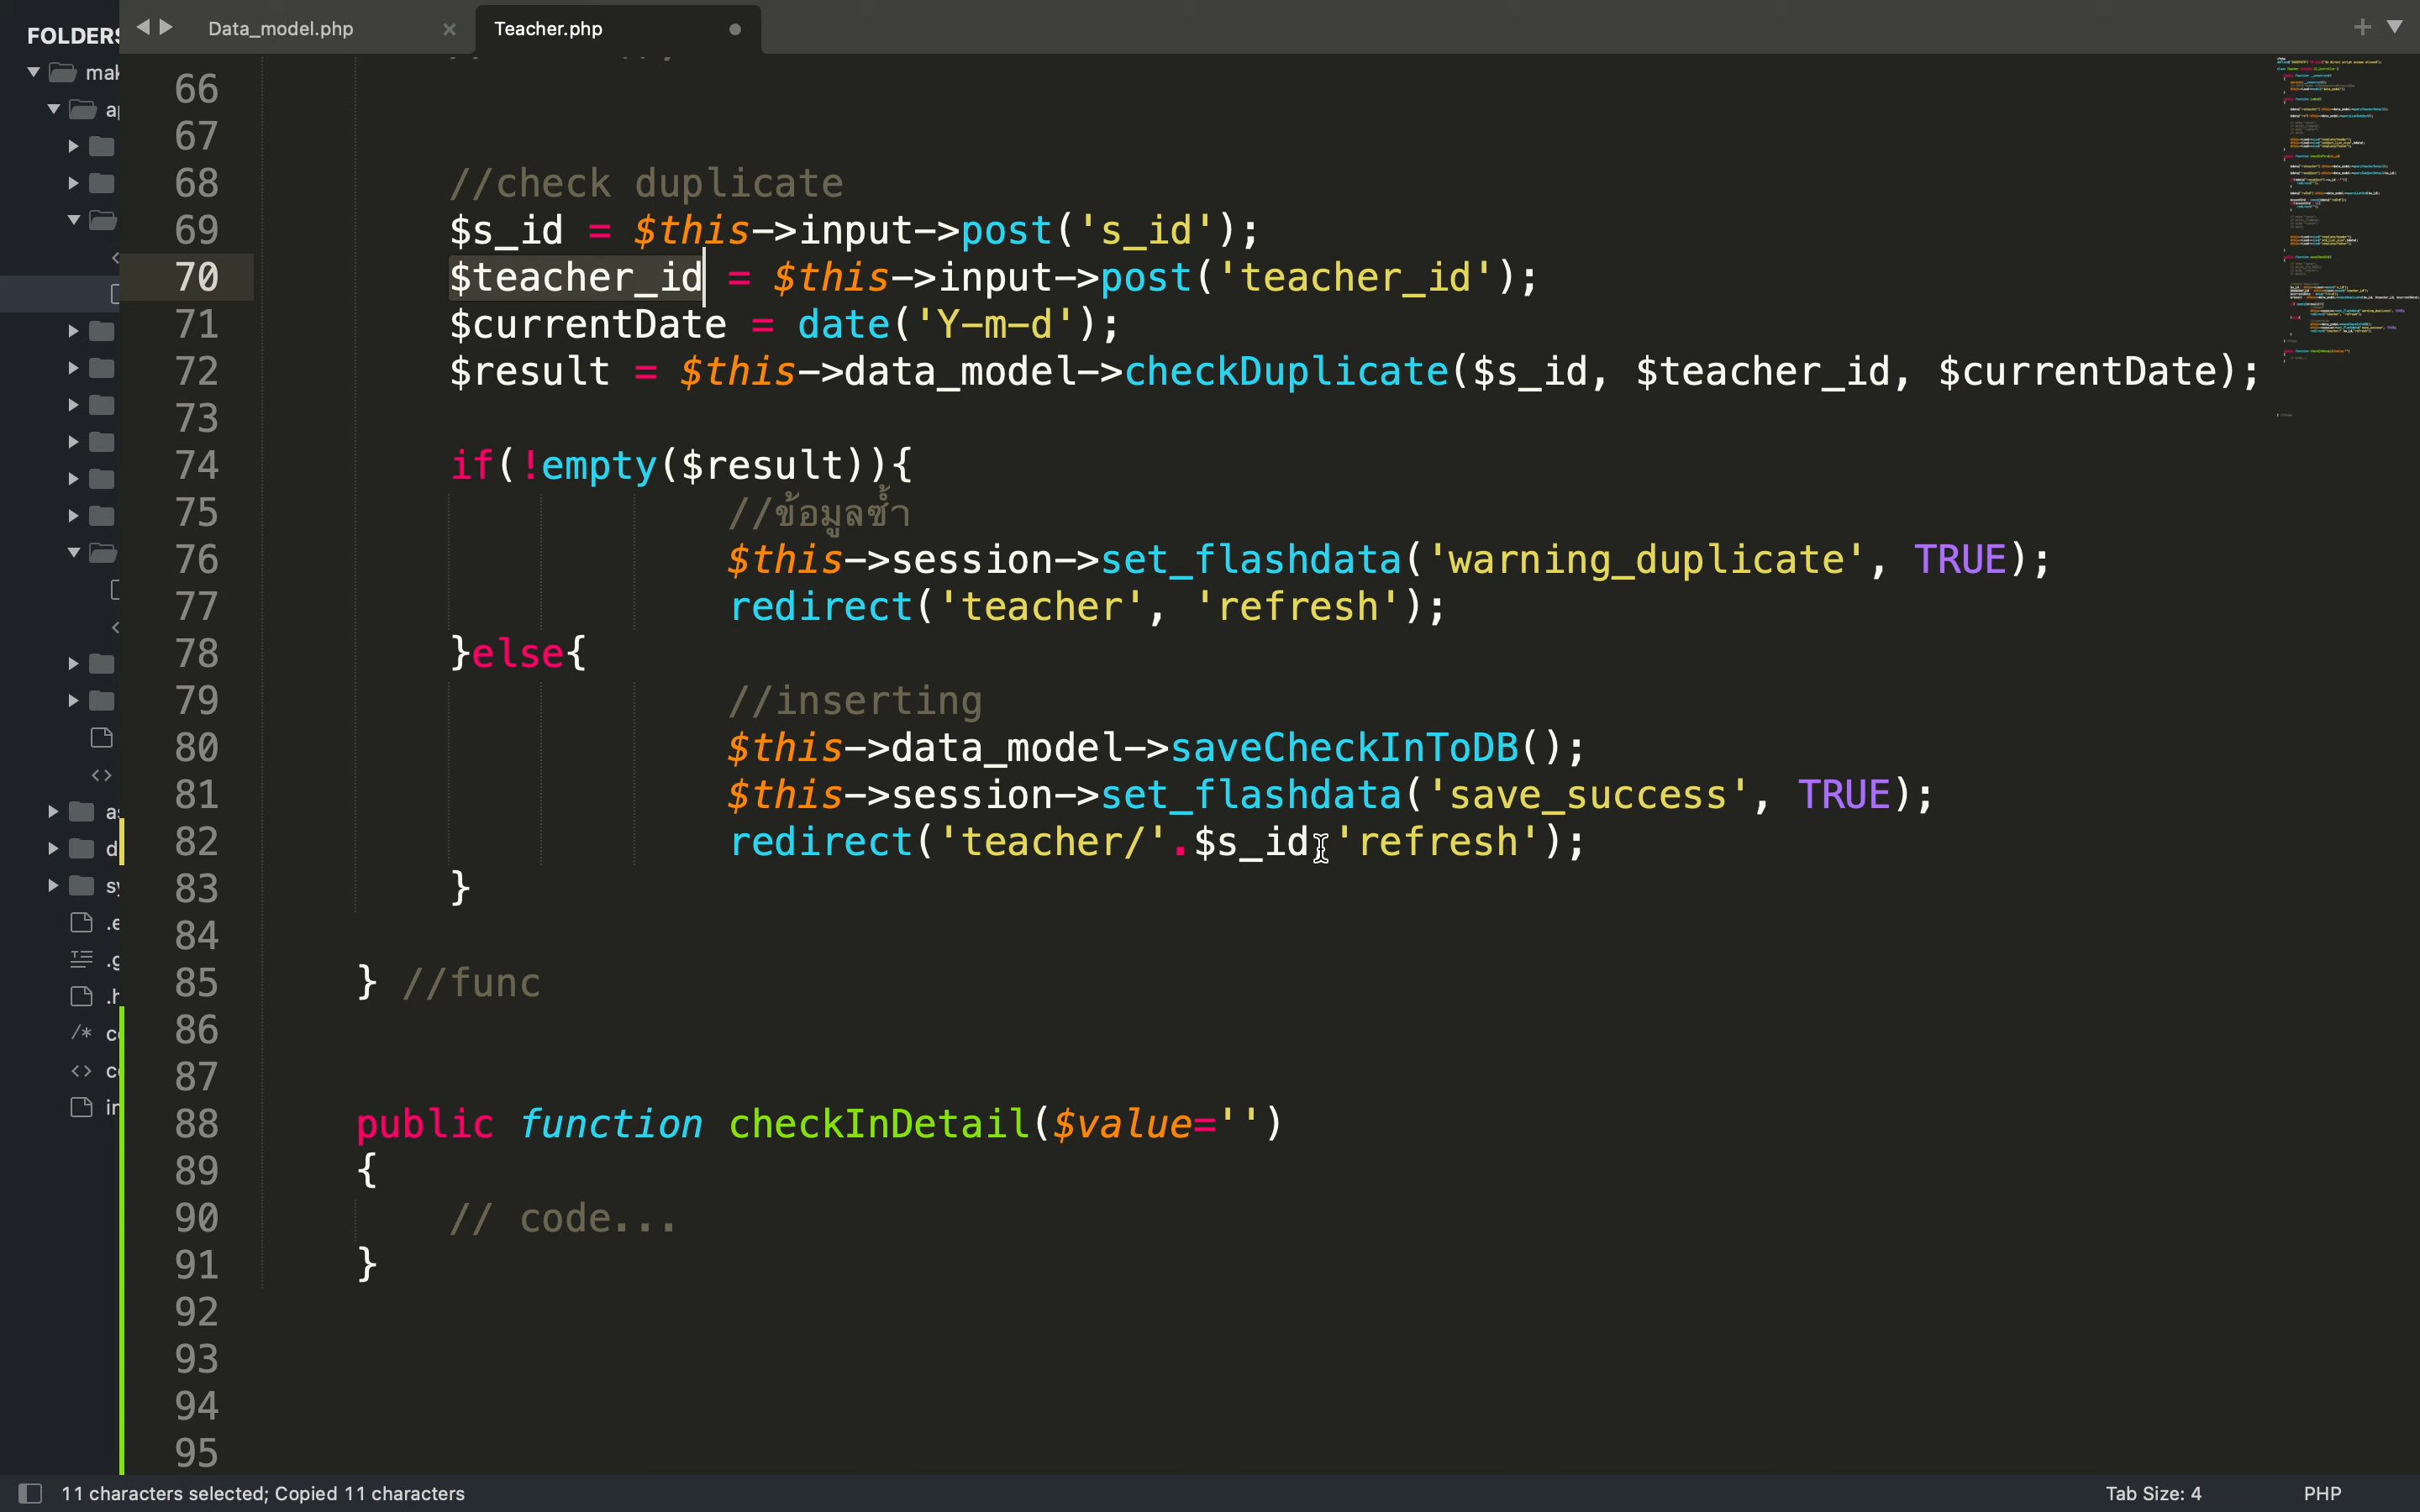 FOLDERS
Data_model.php
Teacher.php
66
67
68 //check duplicate
69 $s_id = $this->input->post('s_id');
70 $teacher_id = $this->input->post('teacher_id');
71 $currentDate = date('Y-m-d');
72 $result = $this->data_model->checkDuplicate($s_id, $teacher_id, $currentDate);
73
74 if(!empty($result)){
75 //ข้อมูลซ้ำ
76 $this->session->set_flashdata('warning_duplicate', TRUE);
77 redirect('teacher', 'refresh');
78 }else{
79 //inserting
80 $this->data_model->saveCheckInToDB();
81 $this->session->set_flashdata('save_success', TRUE);
82 redirect('teacher/'.$s_id 'refresh');
83 }
84
85 } //func
86
87
88 public function checkInDetail($value='')
89 {
90 // code...
91 }
92
93
94
95
11 characters selected; Copied 11 characters
Tab Size: 4
PHP